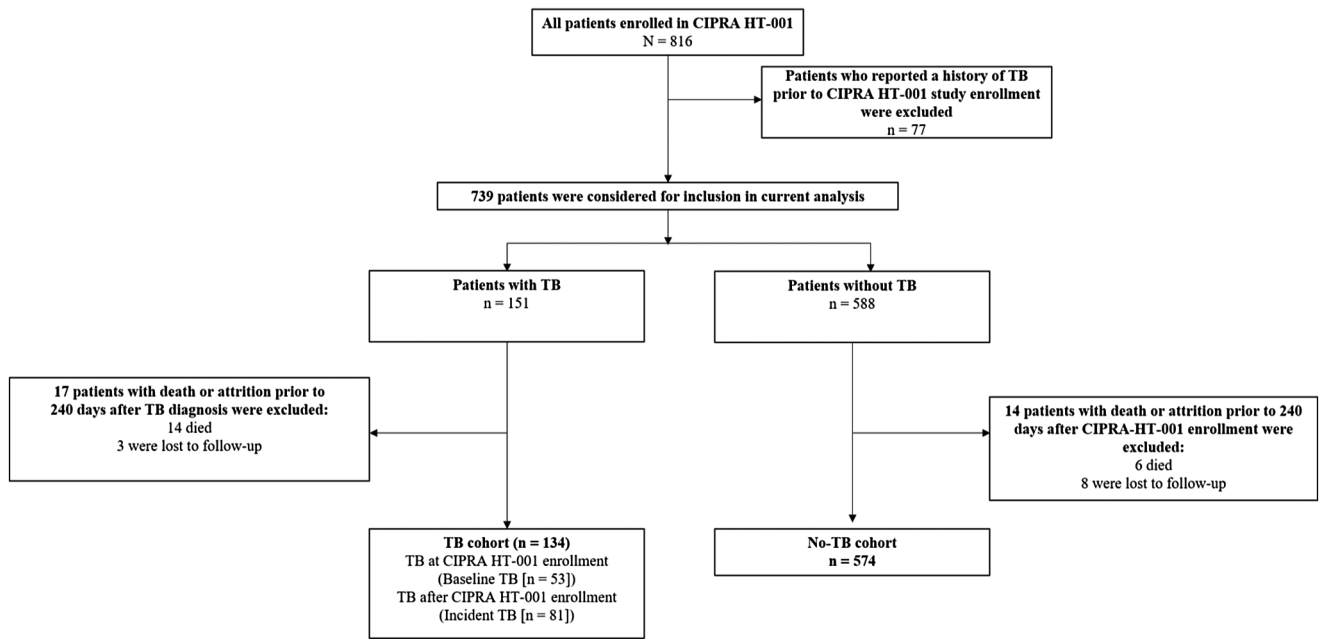 All patients enrolled in CIPRA HT-001
N = 816
Patients who reported a history of TB
prior to CIPRA HT-001 study enrollment
were excluded
n = 77
739 patients were considered for inclusion in current analysis
Patients with TB
n = 151
Patients without TB
n = 588
17 patients with death or attrition prior to
240 days after TB diagnosis were excluded:
14 died
3 were lost to follow-up
14 patients with death or attrition prior to 240
days after CIPRA-HT-001 enrollment were
excluded:
6 died
8 were lost to follow-up
TB cohort (n = 134)
TB at CIPRA HT-001 enrollment
(Baseline TB [n = 53])
TB after CIPRA HT-001 enrollment
(Incident TB [n = 81])
No-TB cohort
n = 574